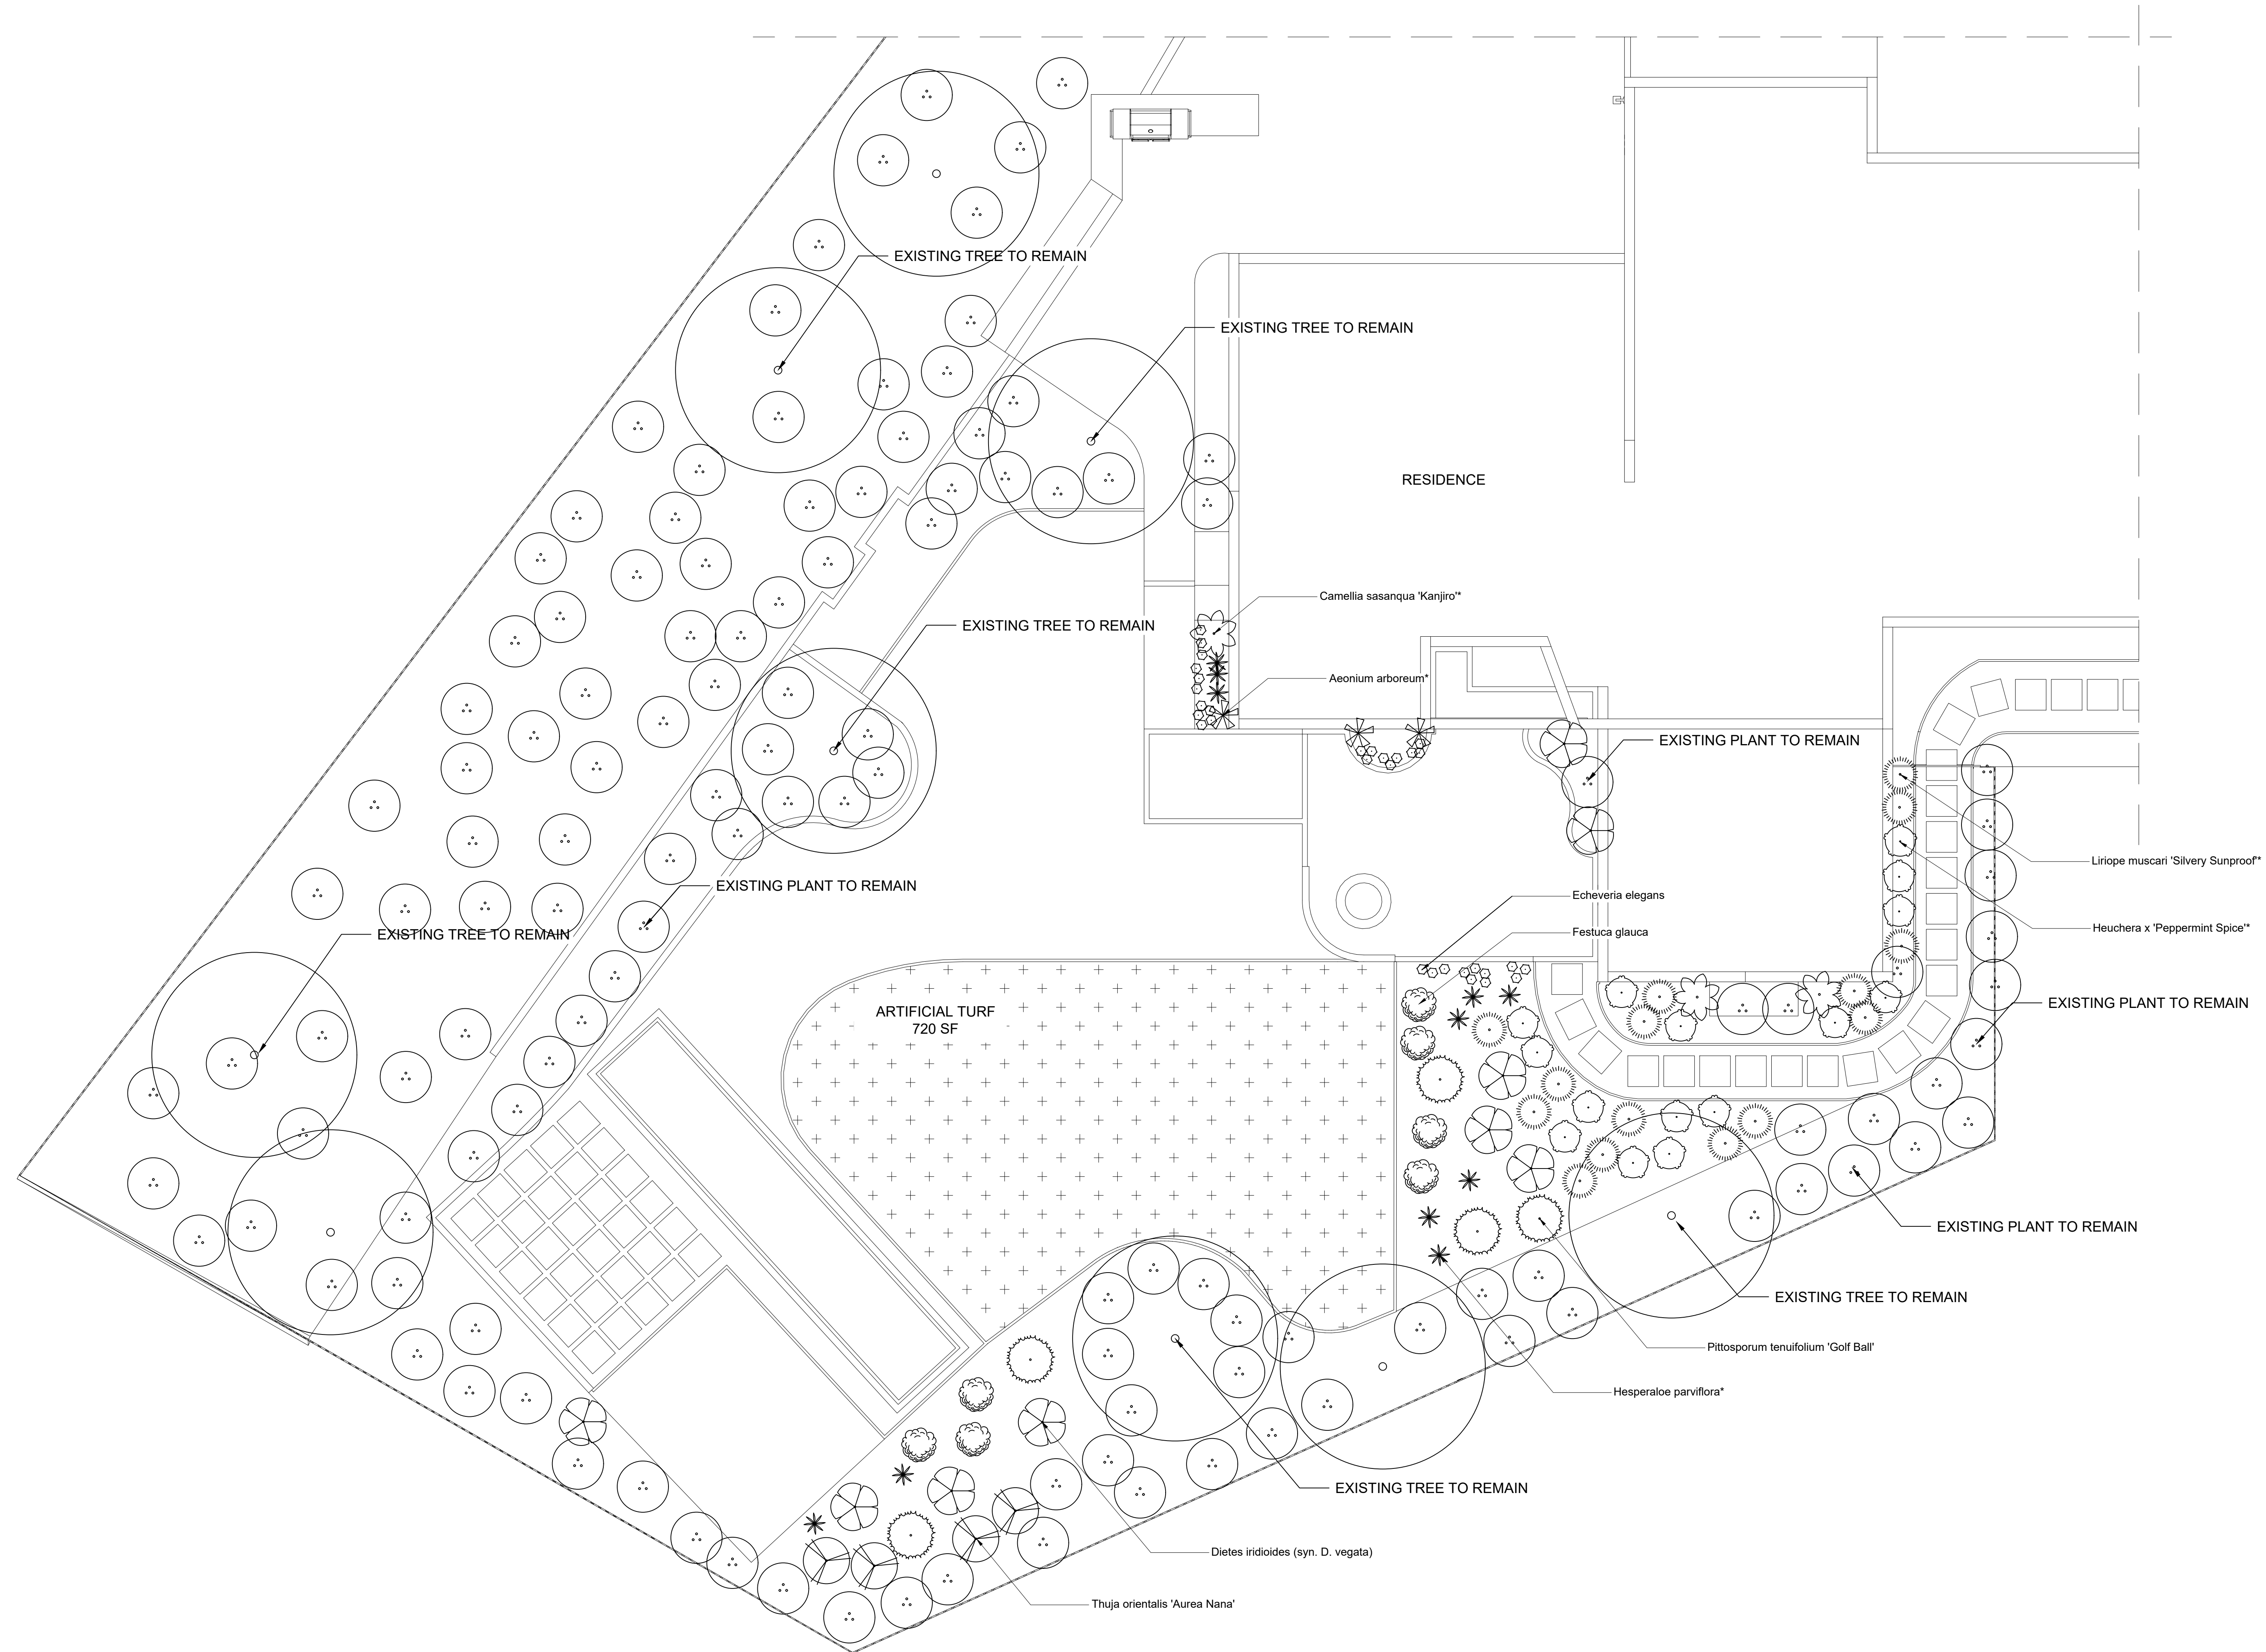 EXISTING TREE TO REMAIN
EXISTING TREE TO REMAIN
RESIDENCE
Camellia sasanqua 'Kanjiro'*
EXISTING TREE TO REMAIN
Aeonium arboreum*
EXISTING PLANT TO REMAIN
Liriope muscari 'Silvery Sunproof'*
EXISTING PLANT TO REMAIN
Echeveria elegans
Heuchera x 'Peppermint Spice'*
Festuca glauca
EXISTING TREE TO REMAIN
EXISTING PLANT TO REMAIN
ARTIFICIAL TURF
720 SF
EXISTING PLANT TO REMAIN
EXISTING TREE TO REMAIN
Pittosporum tenuifolium 'Golf Ball'
Hesperaloe parviflora*
EXISTING TREE TO REMAIN
Dietes iridioides (syn. D. vegata)
Thuja orientalis 'Aurea Nana'